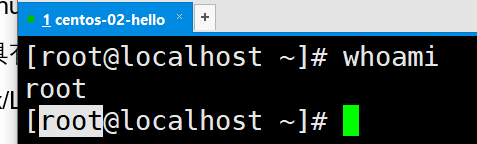 1 centos-02-hello
[root@localhost ~]# whoami
root
[root@localhost ~]#